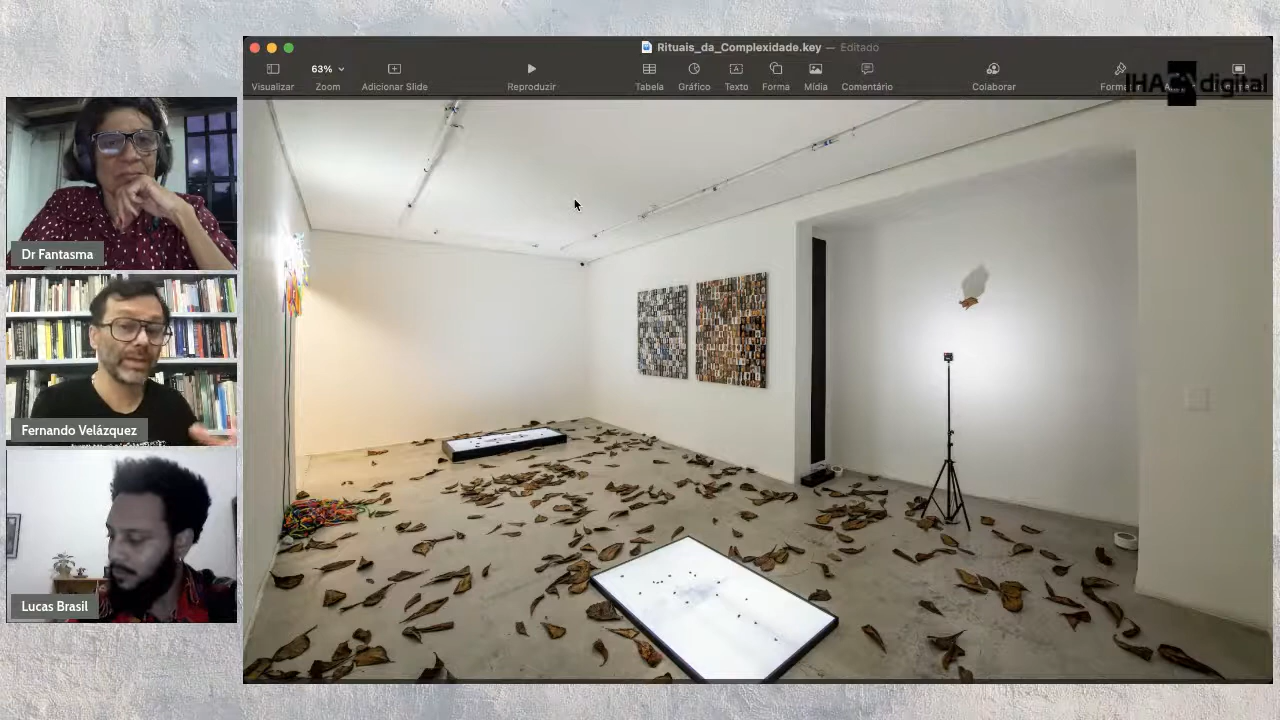 Rituais_da_Complexidade.key — Editado
63%
Visualizar
Zoom
Adicionar Slide
Reproduzir
Tabela
Gráfico
Texto
Forma
Mídia
Comentário
Colaborar
IHAC digital
Dr Fantasma
Fernando Velázquez
Lucas Brasil